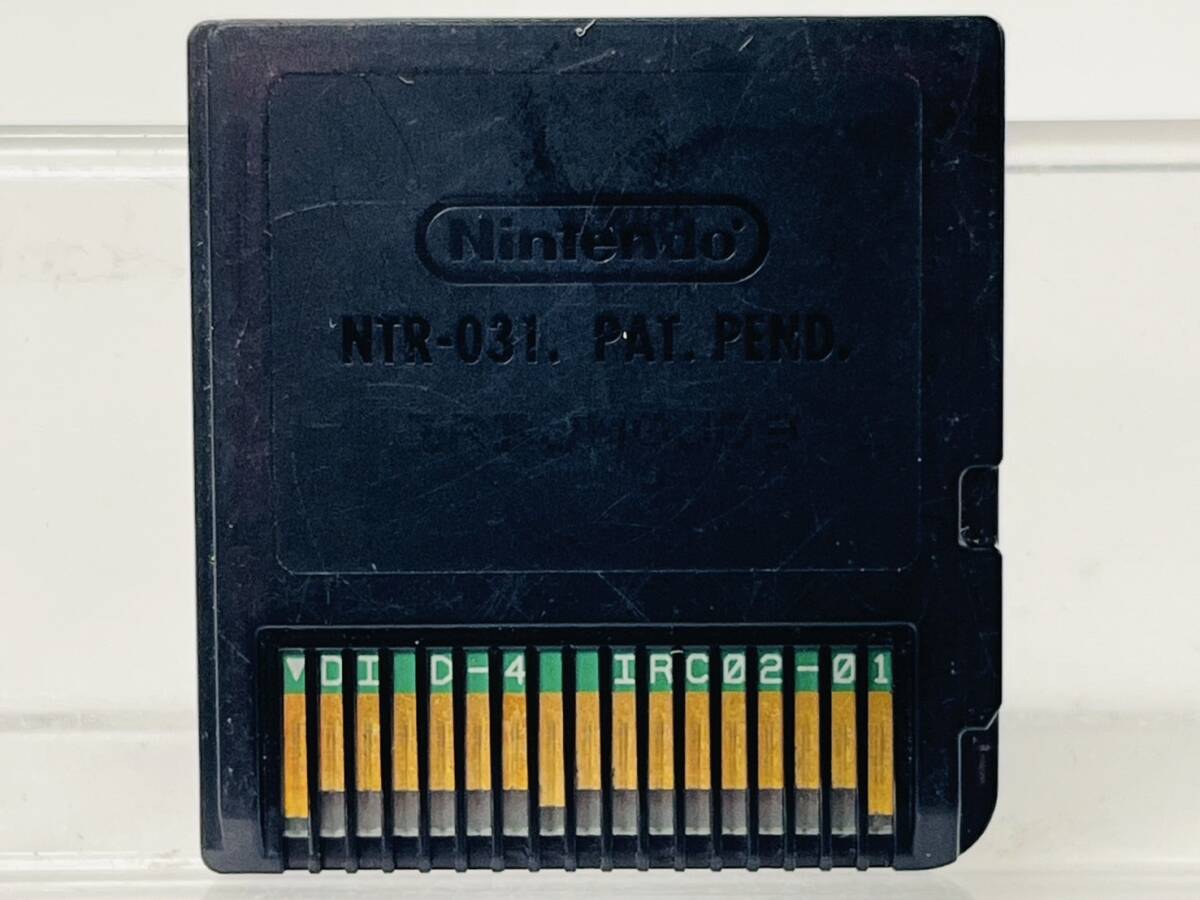 Nintendo
NTR-031. PAT. PEND.
▼DI D-4 IRC02-01